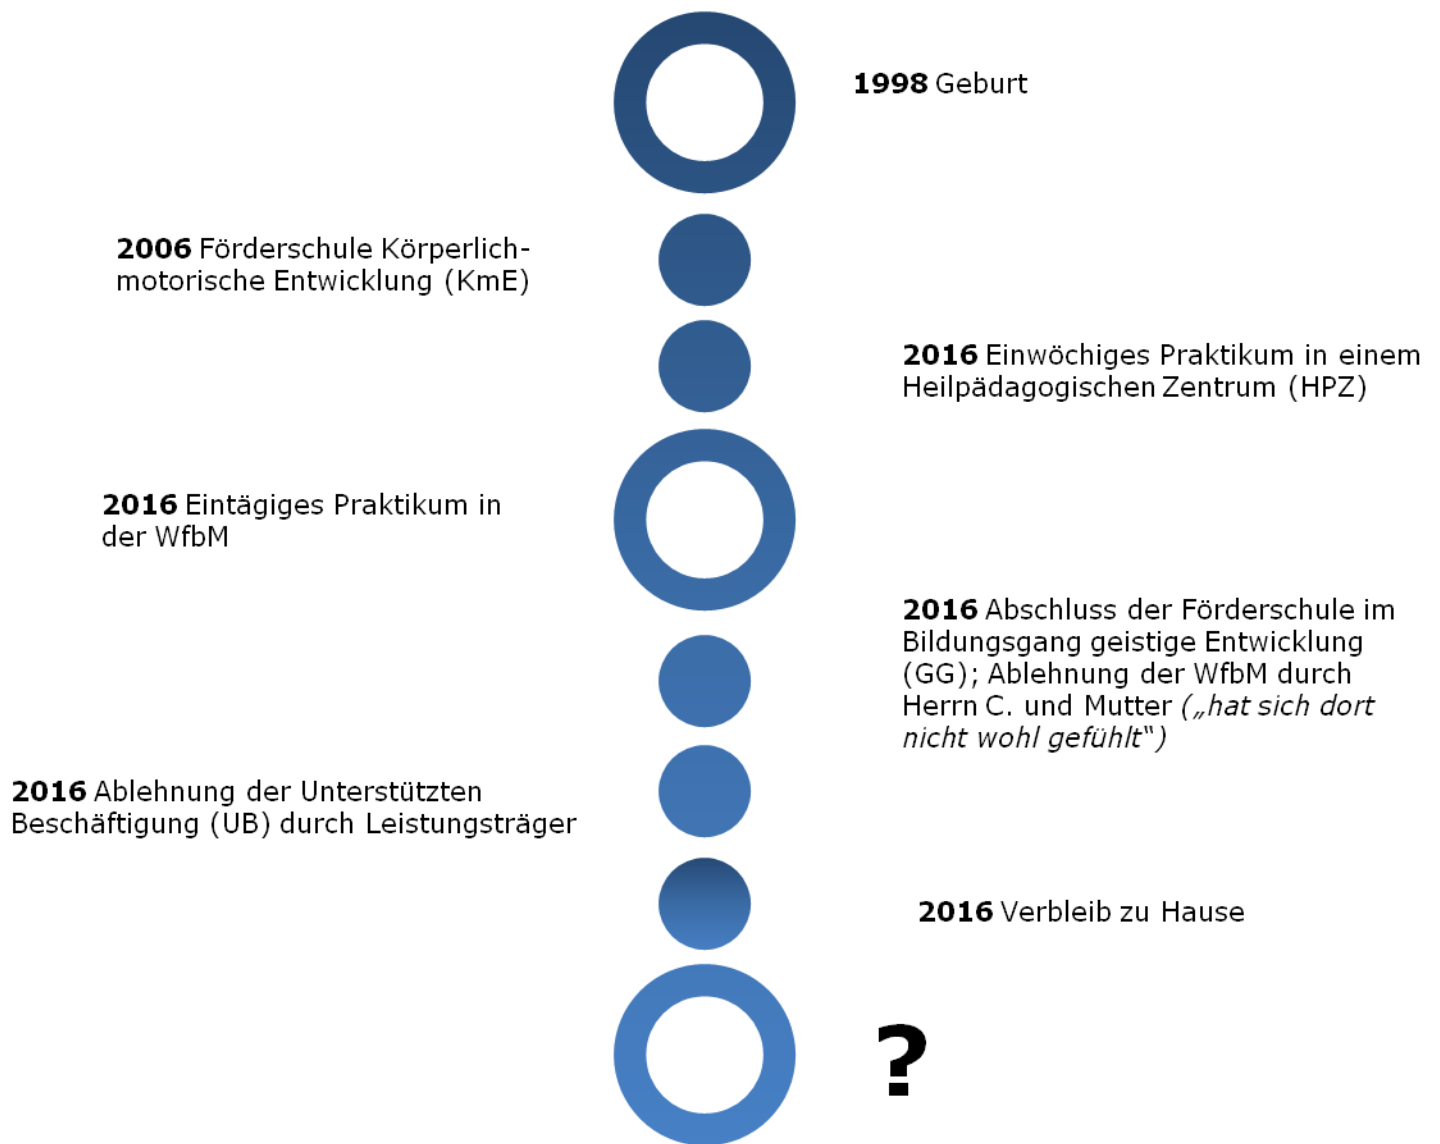 1998 Geburt
2006 Förderschule Körperlich-
motorische Entwicklung (KmE)
2016 Einwöchiges Praktikum in einem
Heilpädagogischen Zentrum (HPZ)
2016 Eintägiges Praktikum in
der WfbM
2016 Abschluss der Förderschule im
Bildungsgang geistige Entwicklung
(GG); Ablehnung der WfbM durch
Herrn C. und Mutter („hat sich dort
nicht wohl gefühlt“)
2016 Ablehnung der Unterstützten
Beschäftigung (UB) durch Leistungsträger
2016 Verbleib zu Hause
?